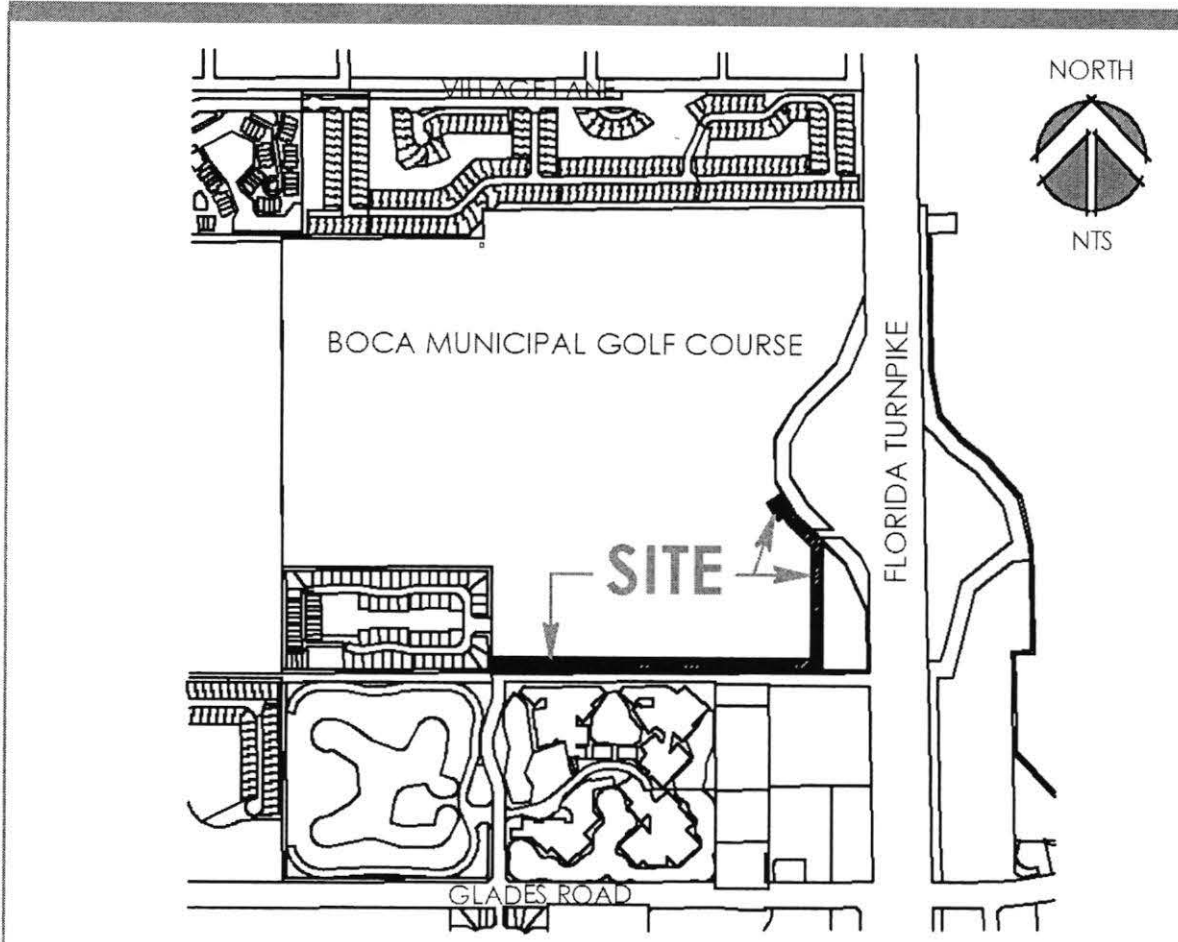 VILLAGE LANE
NORTH
NTS
BOCA MUNICIPAL GOLF COURSE
FLORIDA TURNPIKE
SITE
GLADES ROAD